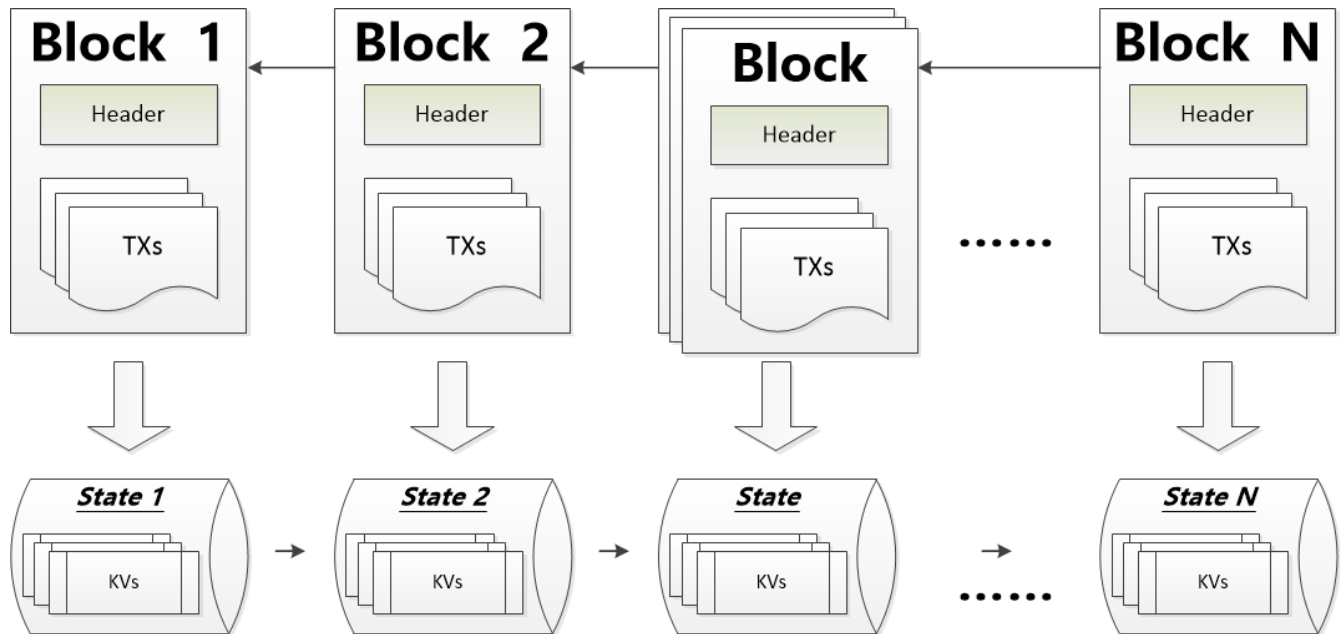 Block 1
Header
TXs
Block 2
Header
TXs
Block
Header
TXs
......
Block N
Header
TXs
State 1
KVs
State 2
KVs
State
KVs
......
State N
KVs